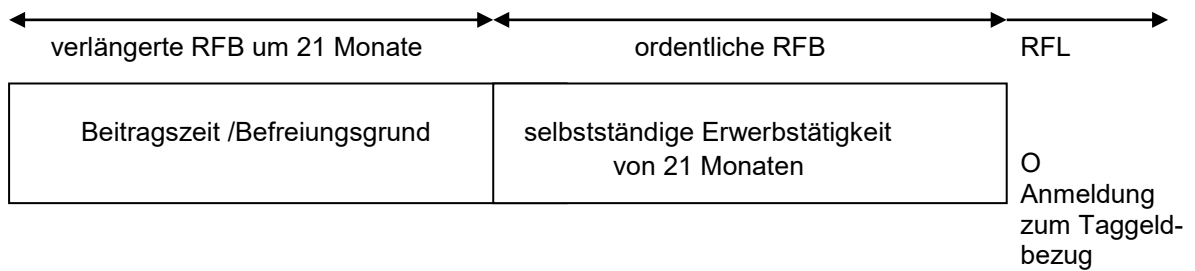 verlängerte RFB um 21 Monate
ordentliche RFB
RFL
Beitragszeit /Befreiungsgrund
selbstständige Erwerbstätigkeit
von 21 Monaten
O
Anmeldung
zum Taggeld-
bezug